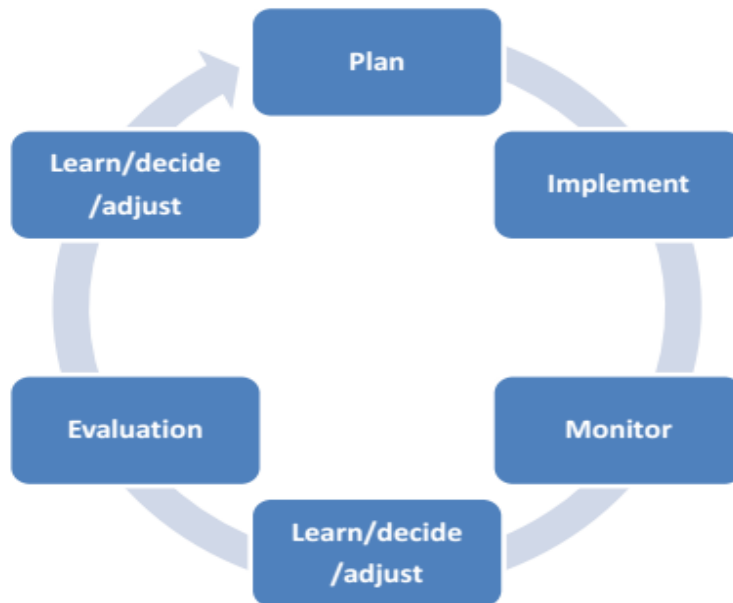 Plan
Implement
Monitor
Learn/decide
/adjust
Evaluation
Learn/decide
/adjust